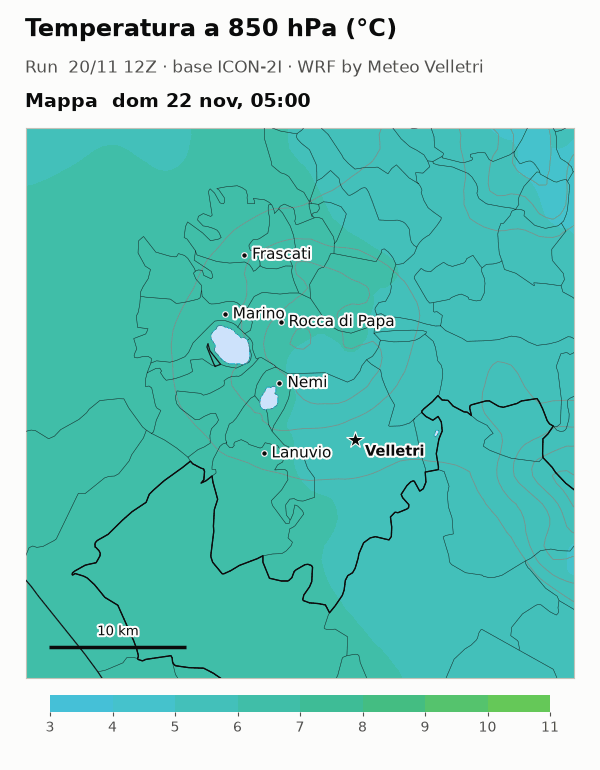 Temperatura a 850 hPa (°C)
Run  20/11 12Z · base ICON-2I · WRF by Meteo Velletri
Mappa  dom 22 nov, 05:00
Frascati
Marino
Rocca di Papa
Nemi
Velletri
Lanuvio
10 km
3 4 5 6 7 8 9 10 11